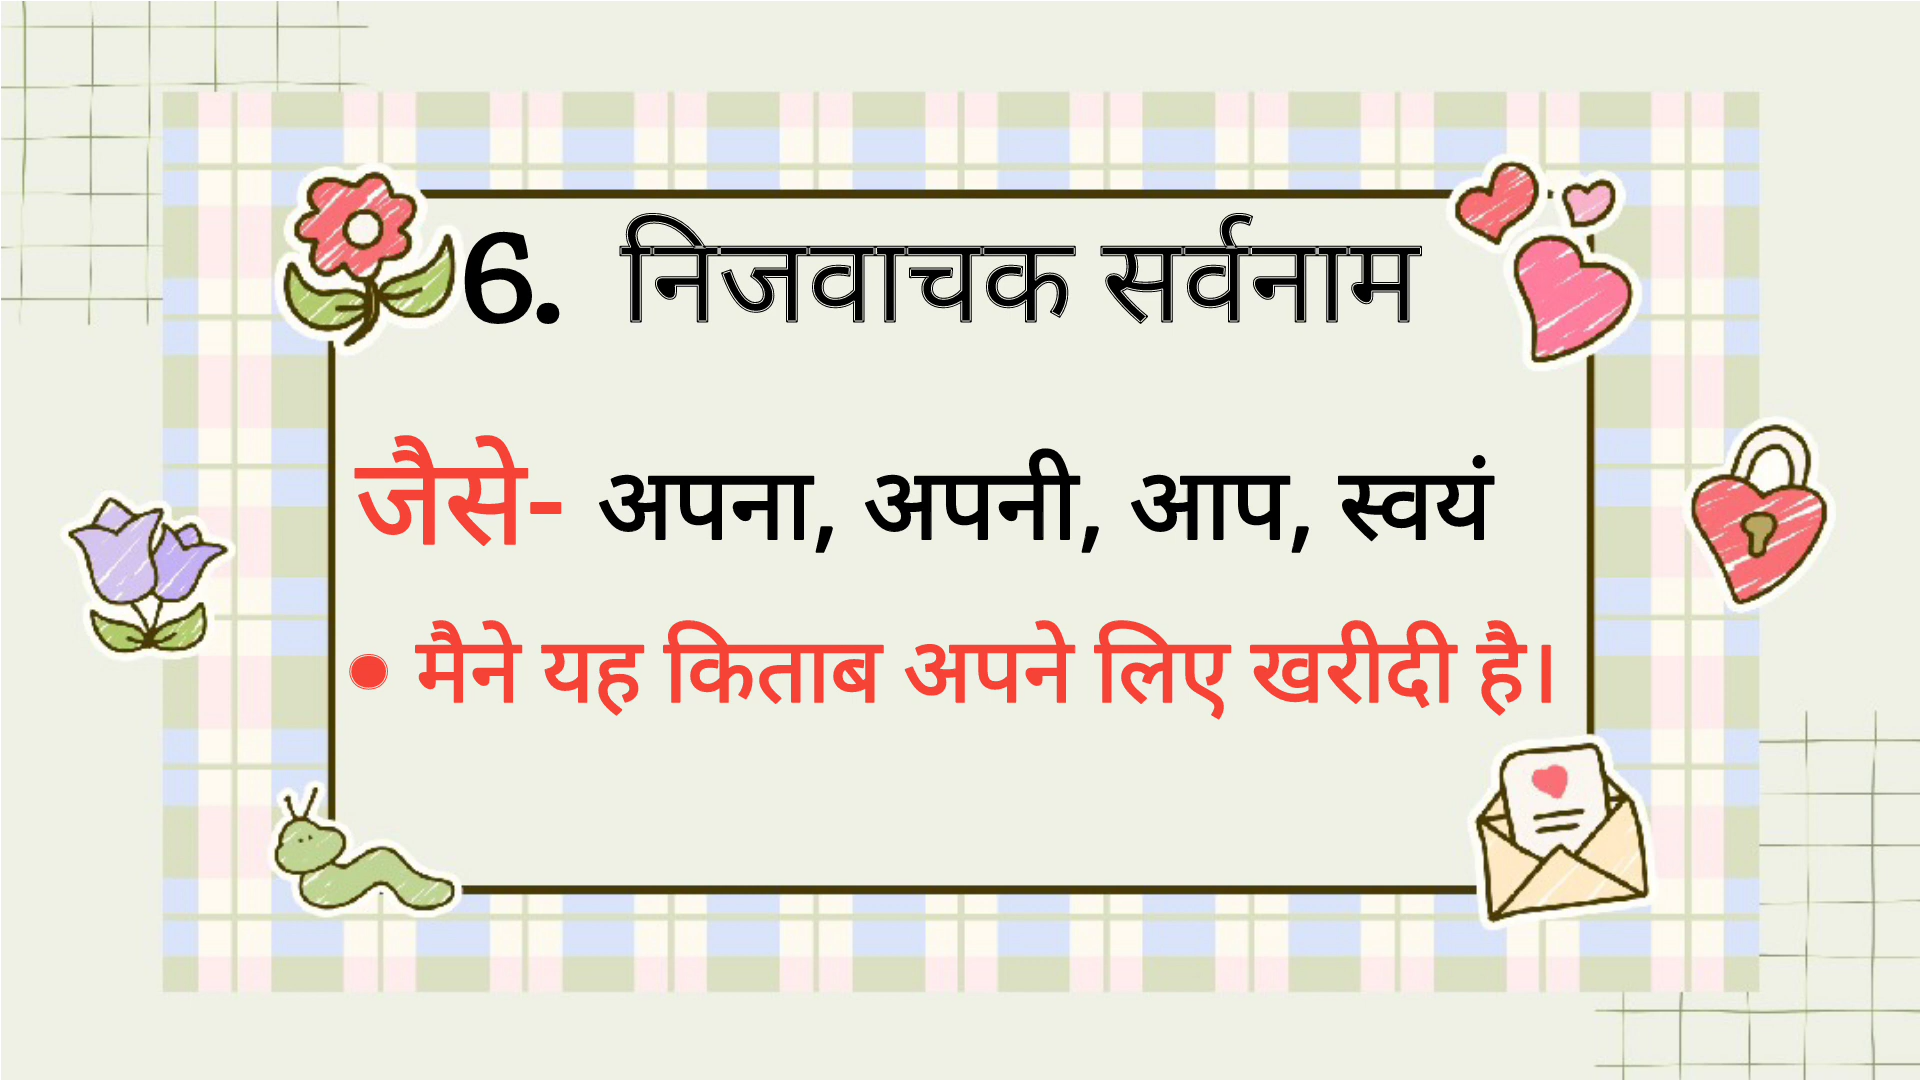 6. निजवाचक सर्वनाम
जैसे- अपना, अपनी, आप, स्वयं
• मैने यह किताब अपने लिए खरीदी है।